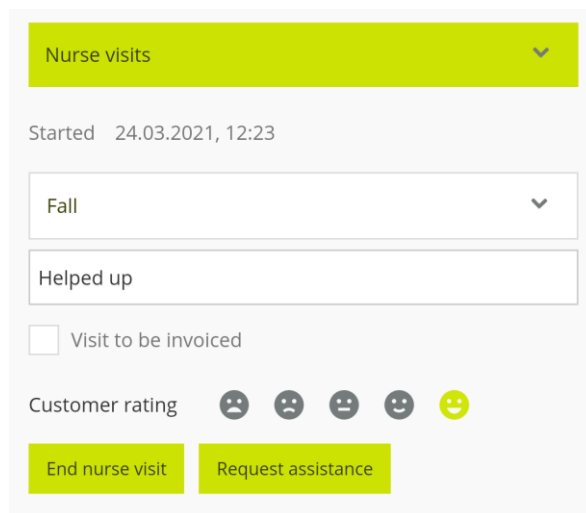 Nurse visits
Started 24.03.2021, 12:23
Fall
Helped up
Visit to be invoiced
Customer rating
End nurse visit Request assistance